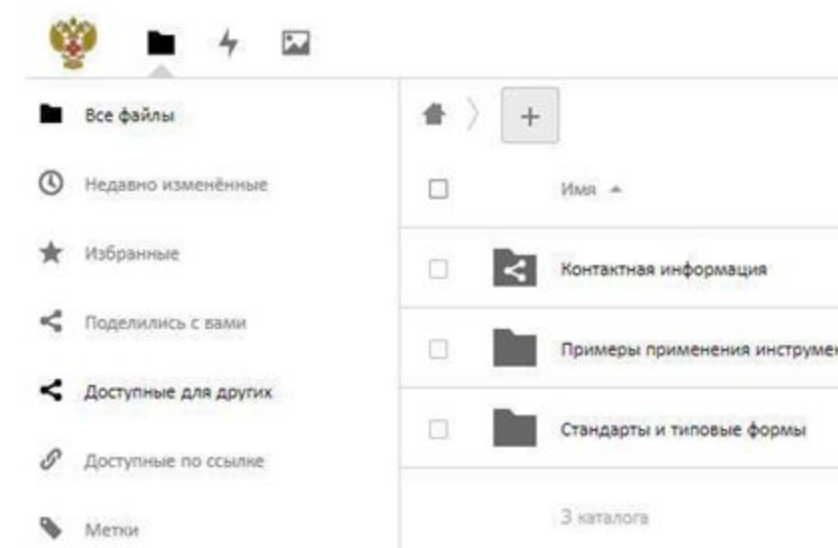 Все файлы
Недавно изменённые
Избранные
Поделились с вами
Доступные для других
Доступные по ссылке
Метки
+
Имя
Контактная информация
Примеры применения
Стандарты и типовые формы
3 каталога